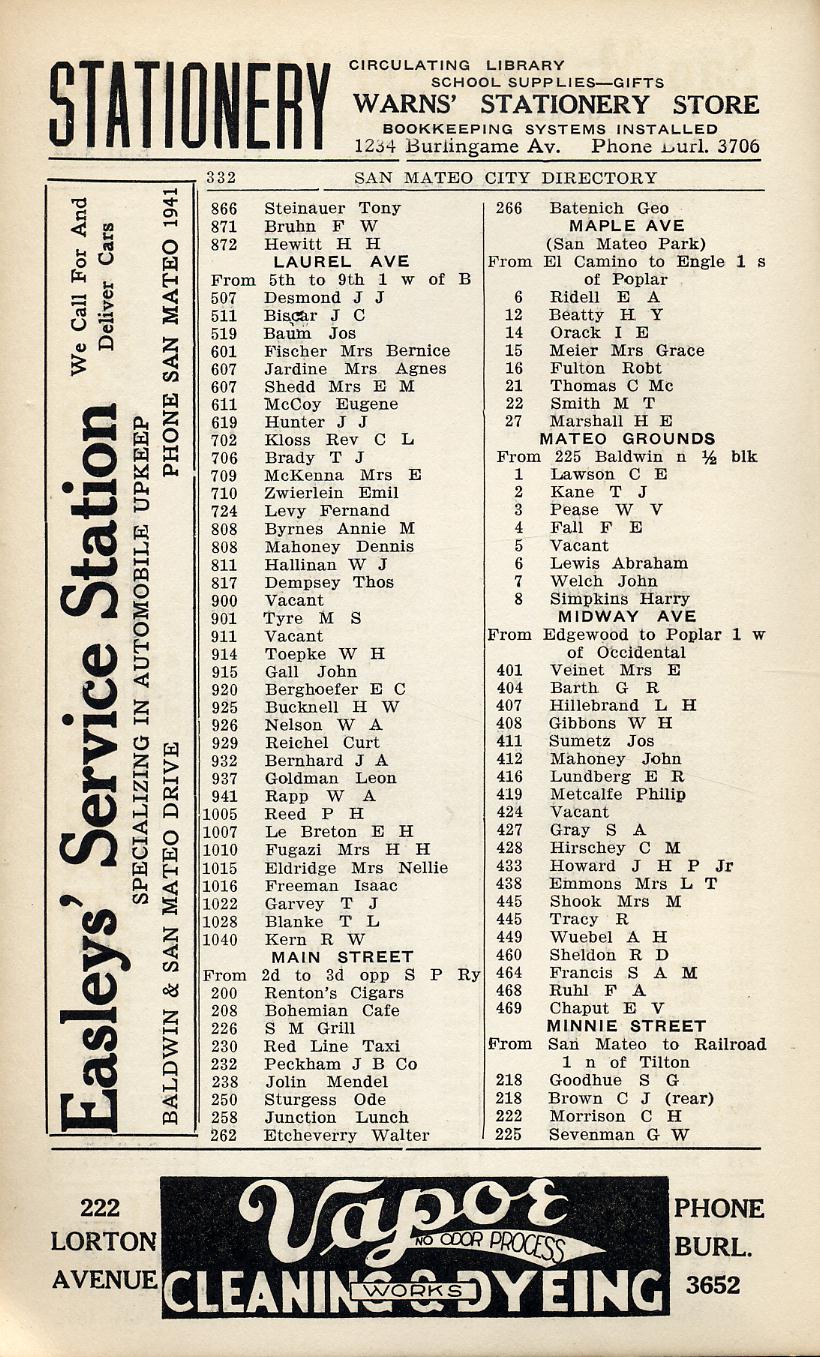 STATIONERY
CIRCULATING LIBRARY
SCHOOL SUPPLIES—GIFTS
WARNS' STATIONERY STORE
BOOKKEEPING SYSTEMS INSTALLED
1234 Burlingame Av. Phone Burl. 3706
332 SAN MATEO CITY DIRECTORY
Easleys' Service Station
We Call For And
Deliver Cars
SPECIALIZING IN AUTOMOBILE UPKEEP
BALDWIN & SAN MATEO DRIVE PHONE SAN MATEO 1941
866 Steinauer Tony
871 Bruhn F W
872 Hewitt H H
LAUREL AVE
From 5th to 9th 1 w of B
507 Desmond J J
511 Biscar J C
519 Baum Jos
601 Fischer Mrs Bernice
607 Jardine Mrs Agnes
607 Shedd Mrs E M
611 McCoy Eugene
619 Hunter J J
702 Kloss Rev C L
706 Brady T J
709 McKenna Mrs E
710 Zwierlein Emil
724 Levy Fernand
808 Byrnes Annie M
808 Mahoney Dennis
811 Hallinan W J
817 Dempsey Thos
900 Vacant
901 Tyre M S
911 Vacant
914 Toepke W H
915 Gall John
920 Berghoefer E C
925 Bucknell H W
926 Nelson W A
929 Reichel Curt
932 Bernhard J A
937 Goldman Leon
941 Rapp W A
1005 Reed P H
1007 Le Breton E H
1010 Fugazi Mrs H H
1015 Eldridge Mrs Nellie
1016 Freeman Isaac
1022 Garvey T J
1028 Blanke T L
1040 Kern R W
MAIN STREET
From 2d to 3d opp S P Ry
200 Renton's Cigars
208 Bohemian Cafe
226 S M Grill
230 Red Line Taxi
232 Peckham J B Co
238 Jolin Mendel
250 Sturgess Ode
258 Junction Lunch
262 Etcheverry Walter
266 Batenich Geo
MAPLE AVE
(San Mateo Park)
From El Camino to Engle 1 s
of Poplar
6 Ridell E A
12 Beatty H Y
14 Orack I E
15 Meier Mrs Grace
16 Fulton Robt
21 Thomas C Mc
22 Smith M T
27 Marshall H E
MATEO GROUNDS
From 225 Baldwin n ½ blk
1 Lawson C E
2 Kane T J
3 Pease W V
4 Fall F E
5 Vacant
6 Lewis Abraham
7 Welch John
8 Simpkins Harry
MIDWAY AVE
From Edgewood to Poplar 1 w
of Occidental
401 Veinet Mrs E
404 Barth G R
407 Hillebrand L H
408 Gibbons W H
411 Sumetz Jos
412 Mahoney John
416 Lundberg E R
419 Metcalfe Philip
424 Vacant
427 Gray S A
428 Hirschey C M
433 Howard J H P Jr
438 Emmons Mrs L T
445 Shook Mrs M
445 Tracy R
449 Wuebel A H
460 Sheldon R D
464 Francis S A M
468 Ruhl F A
469 Chaput E V
MINNIE STREET
From San Mateo to Railroad
1 n of Tilton
218 Goodhue S G
218 Brown C J (rear)
222 Morrison C H
225 Sevenman G W
222
LORTON
AVENUE
Vapor
NO ODOR PROCESS
CLEANING & DYEING
WORKS
PHONE
BURL.
3652